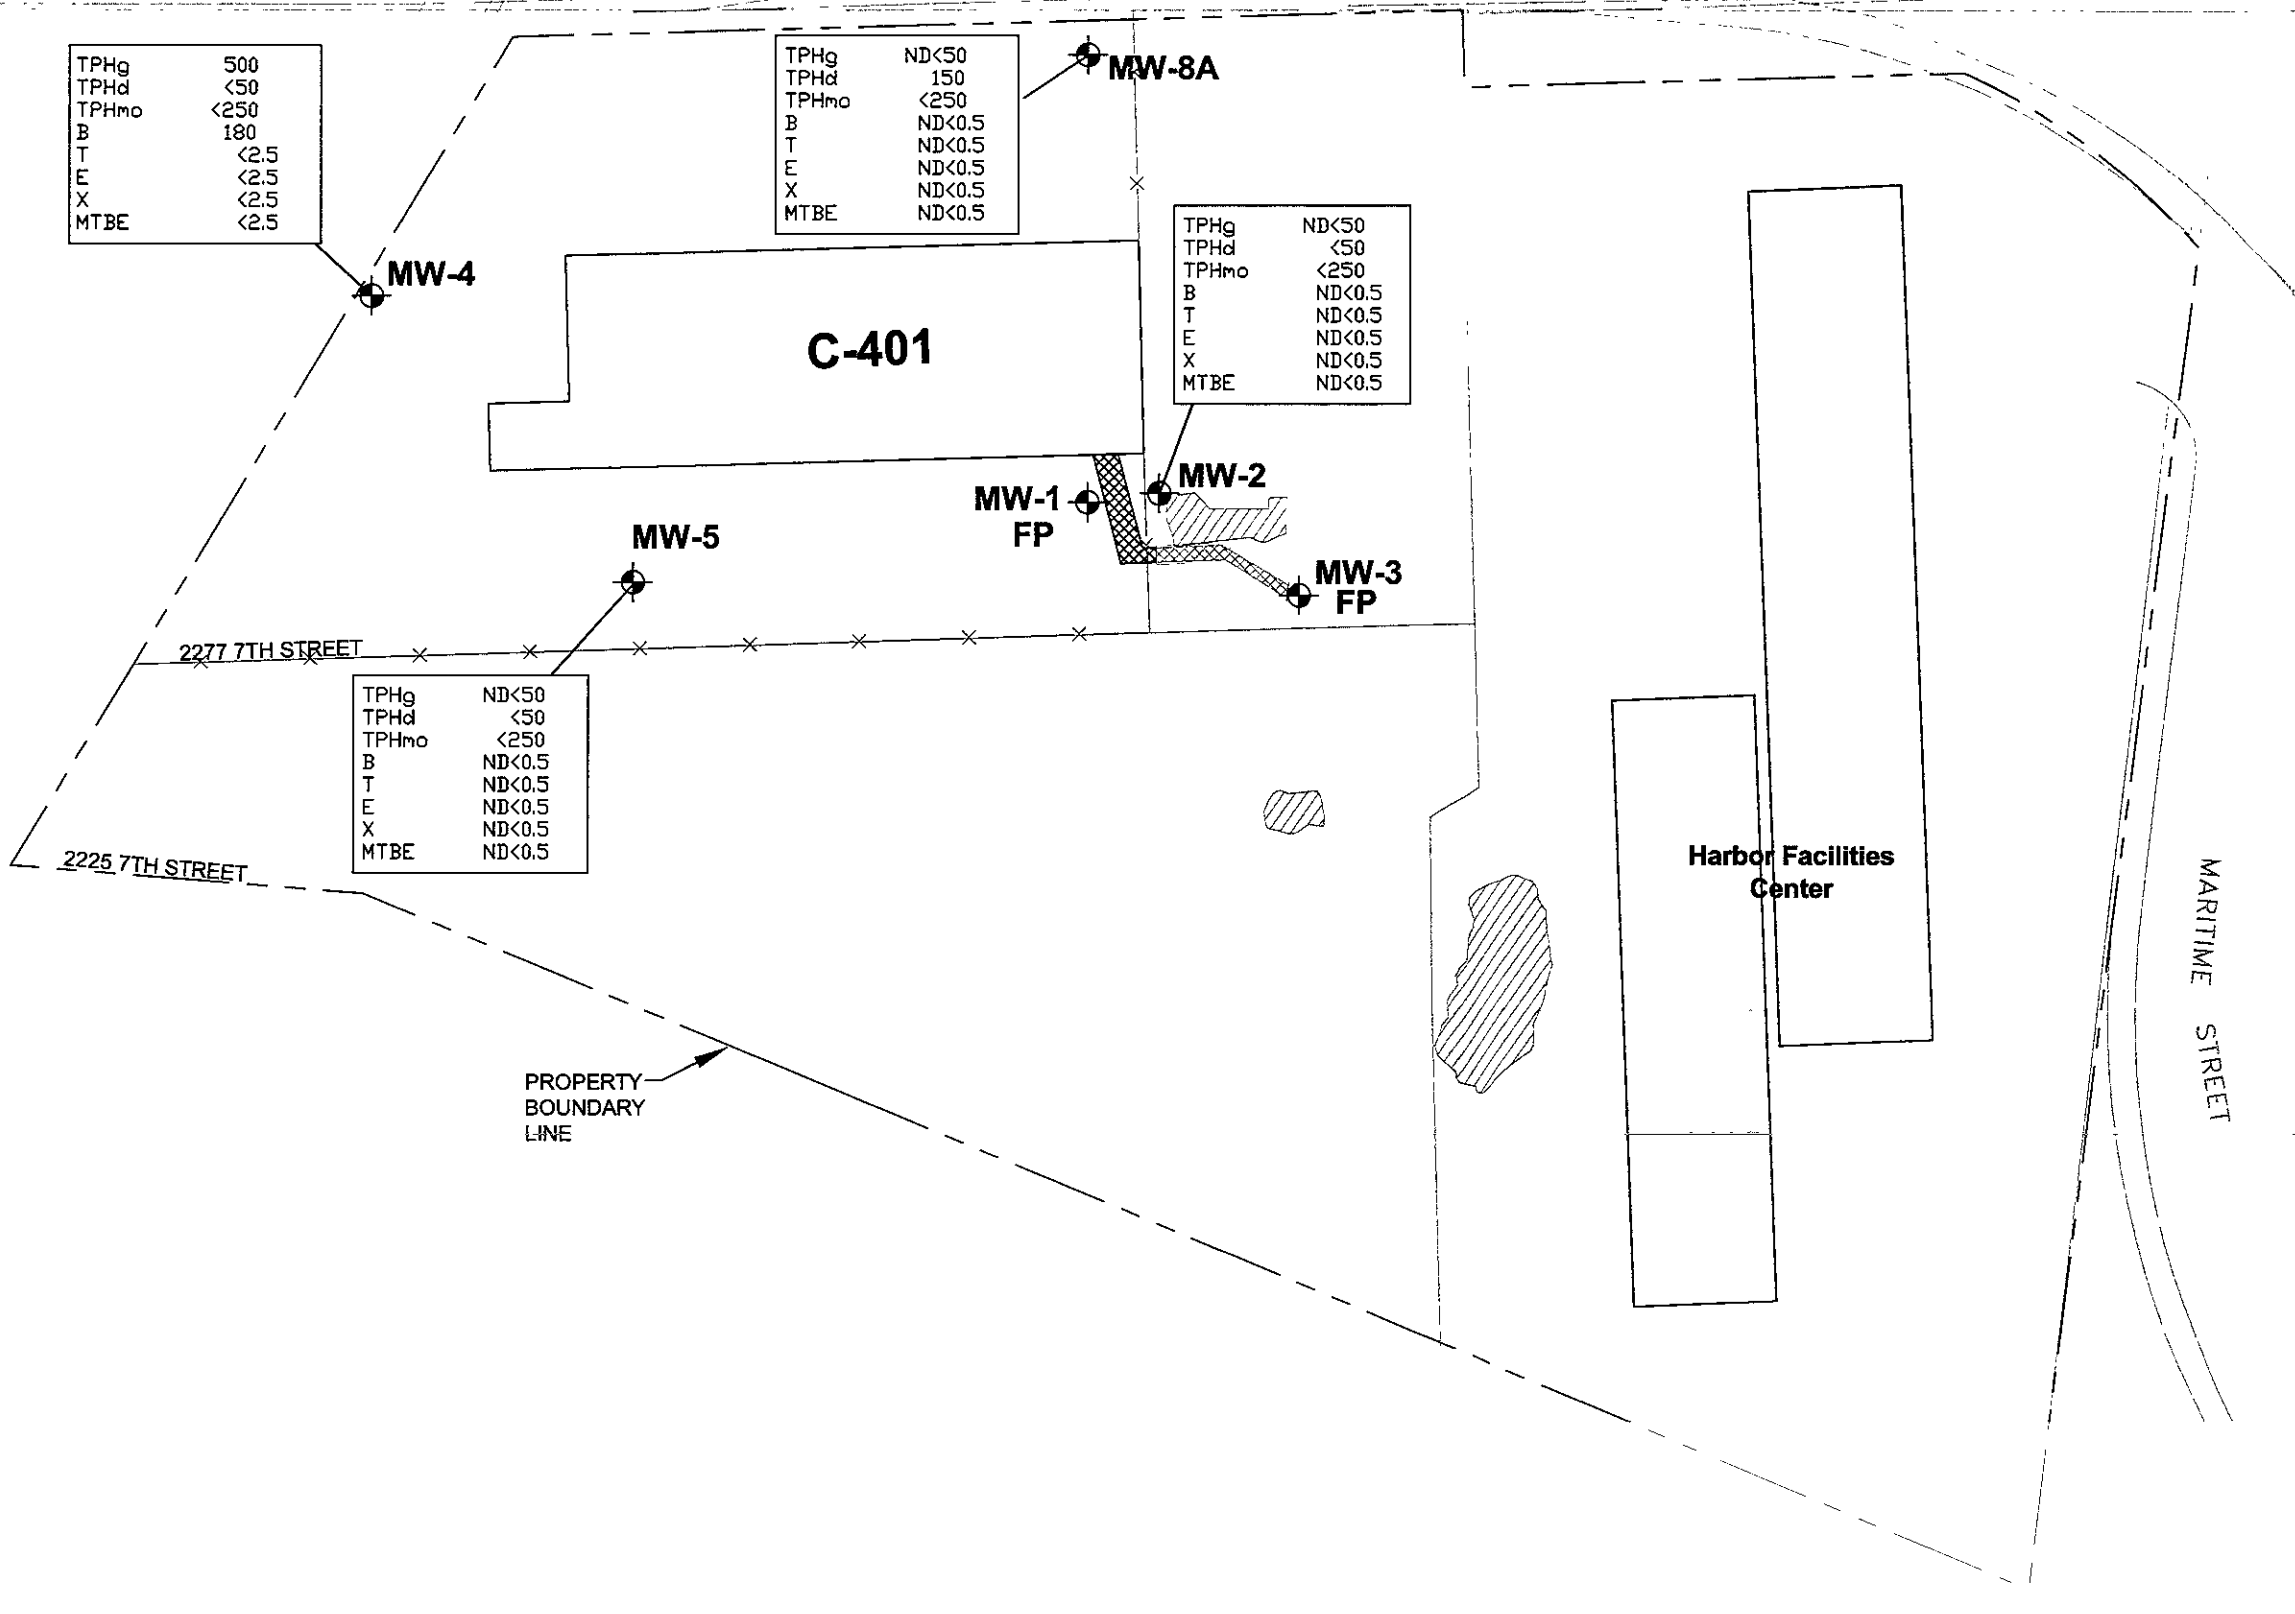 TPHg 500
TPHd <50
TPHmo <250
B 180
T <2.5
E <2.5
X <2.5
MTBE <2.5
MW-4
TPHg ND<50
TPHd 150
TPHmo <250
B ND<0.5
T ND<0.5
E ND<0.5
X ND<0.5
MTBE ND<0.5
MW-8A
TPHg ND<50
TPHd <50
TPHmo <250
B ND<0.5
T ND<0.5
E ND<0.5
X ND<0.5
MTBE ND<0.5
C-401
MW-2
MW-1
FP
MW-5
MW-3
FP
2277 7TH STREET
TPHg ND<50
TPHd <50
TPHmo <250
B ND<0.5
T ND<0.5
E ND<0.5
X ND<0.5
MTBE ND<0.5
2225 7TH STREET
Harbor Facilities
Center
MARITIME STREET
PROPERTY
BOUNDARY
LINE